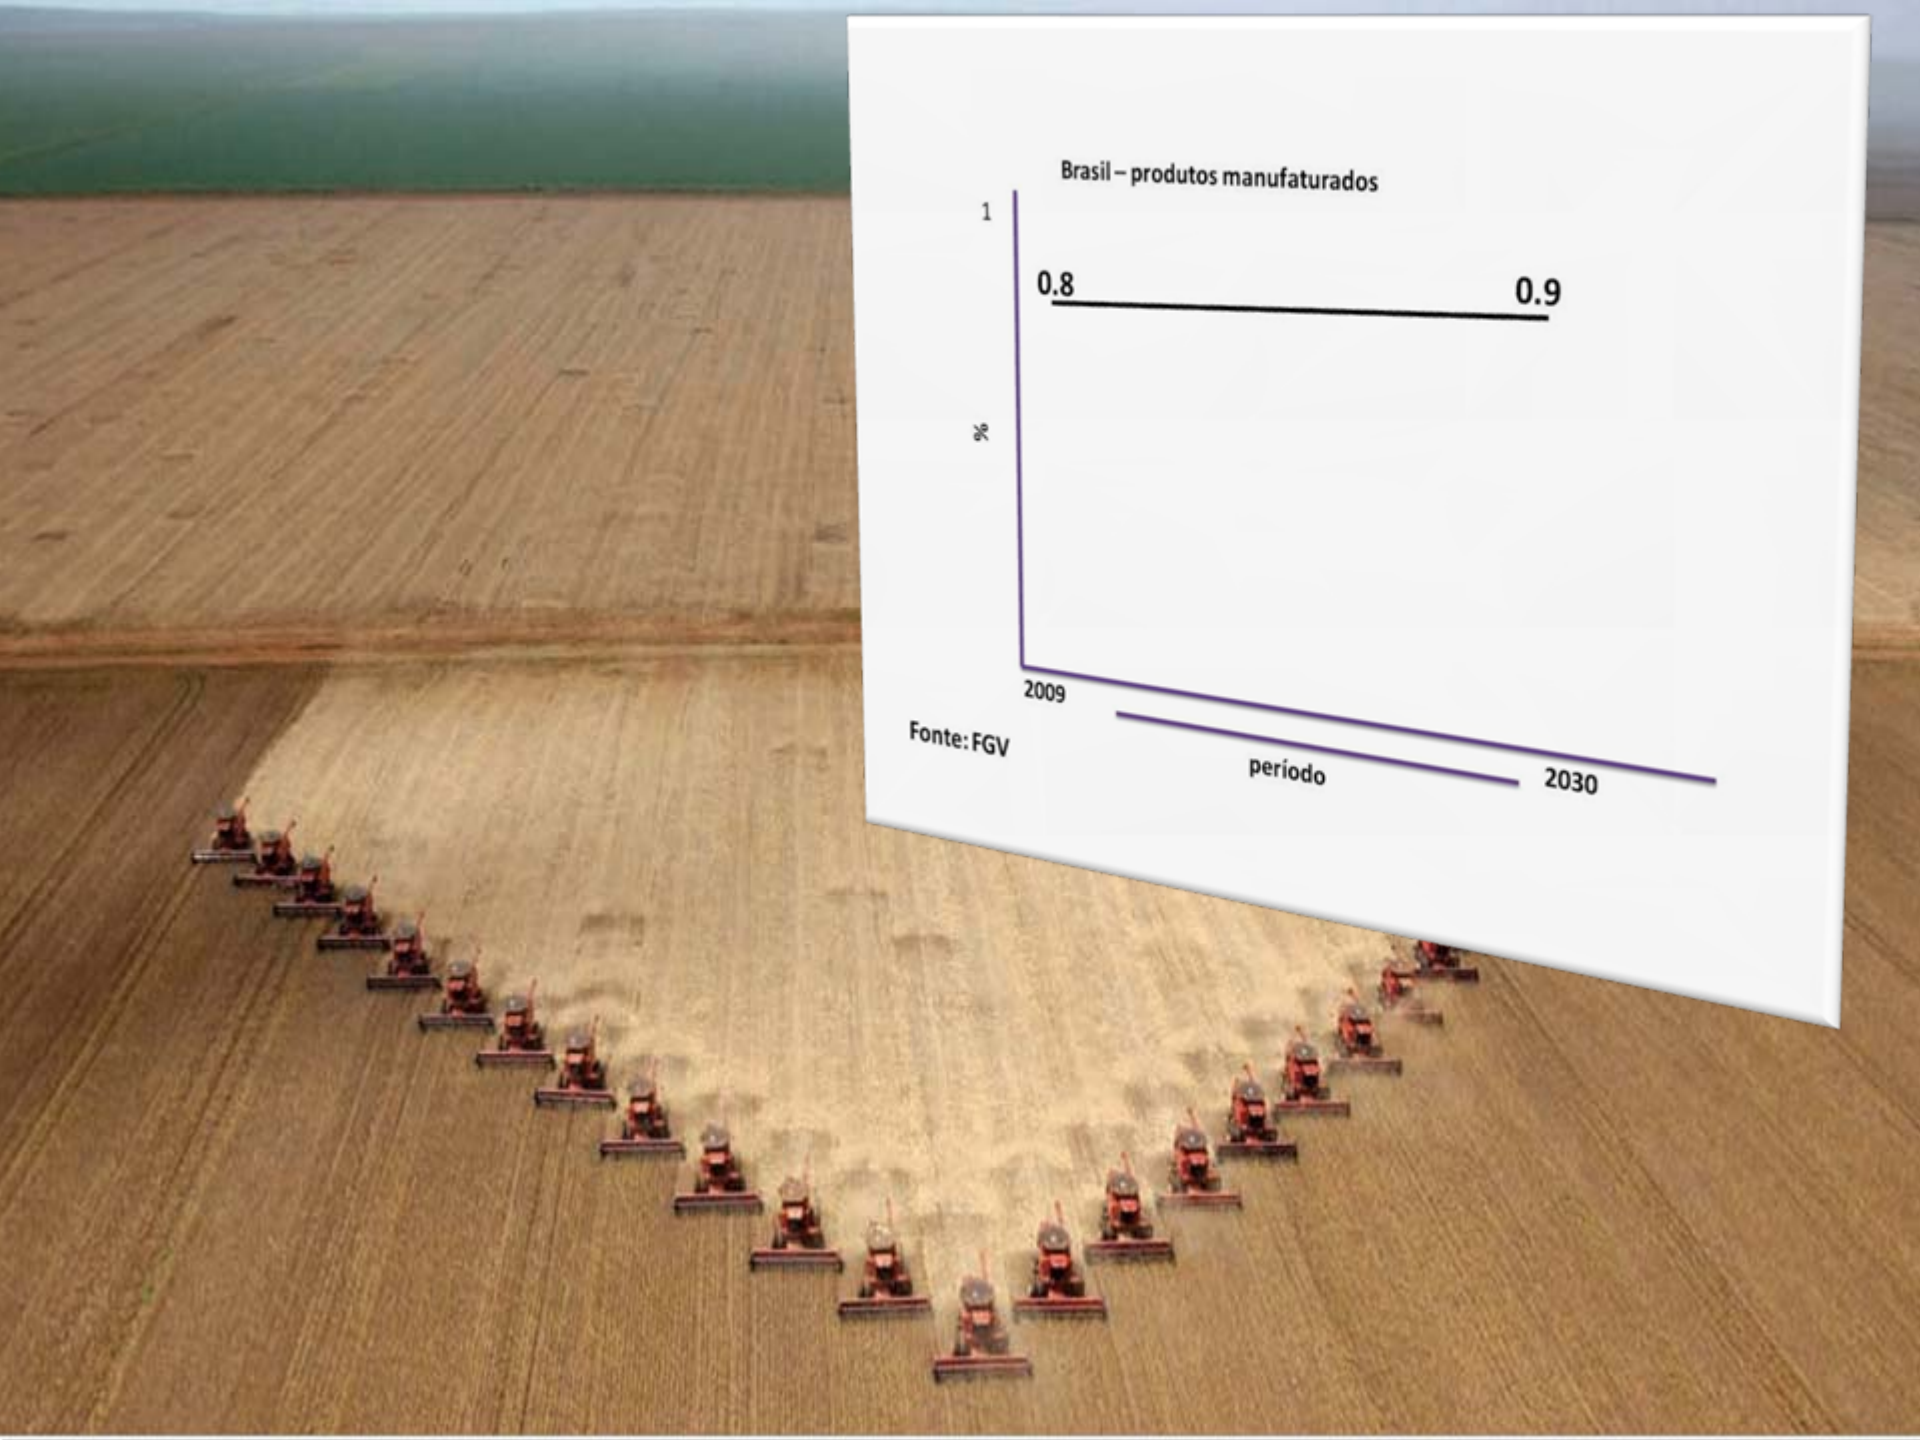 Brasil – produtos manufaturados
1
0.8
0.9
%
2009
2030
período
Fonte: FGV